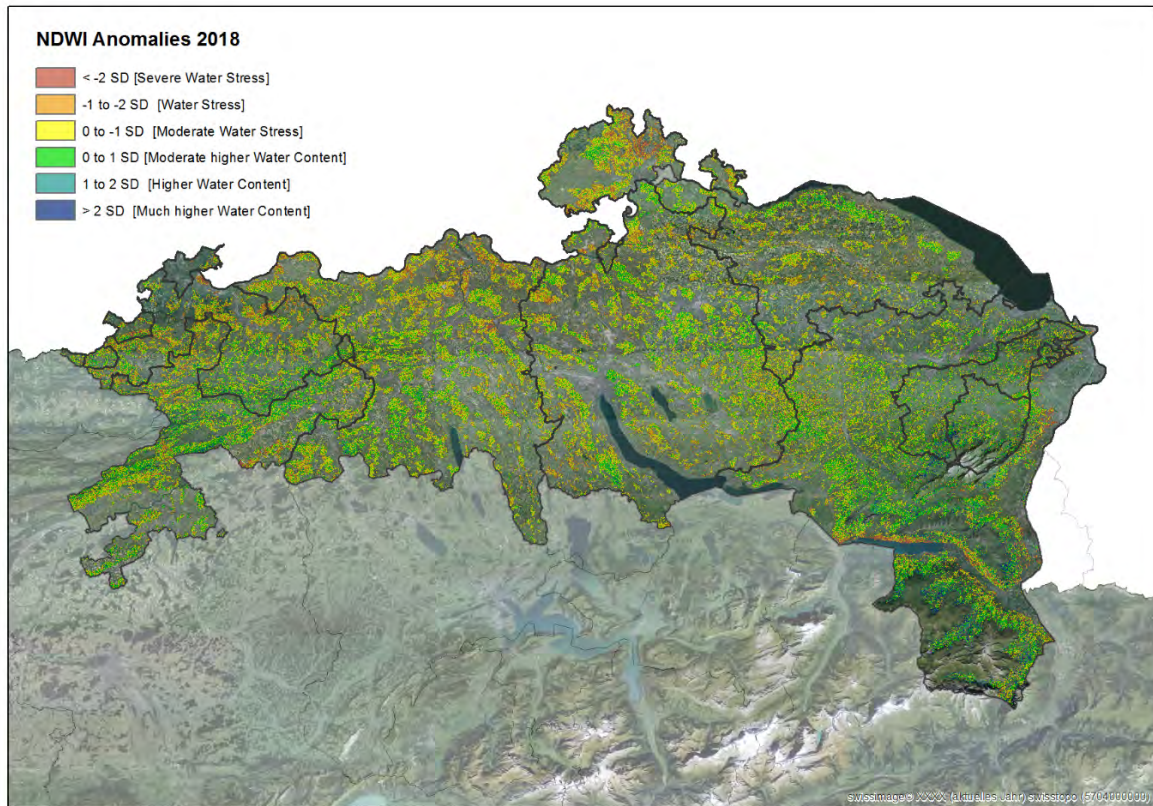 NDWI Anomalies 2018
< -2 SD [Severe Water Stress]
-1 to -2 SD [Water Stress]
0 to -1 SD [Moderate Water Stress]
0 to 1 SD [Moderate higher Water Content]
1 to 2 SD [Higher Water Content]
> 2 SD [Much higher Water Content]
swissimage© XXXX (aktuelles Jahr) swisstopo (5704000000)